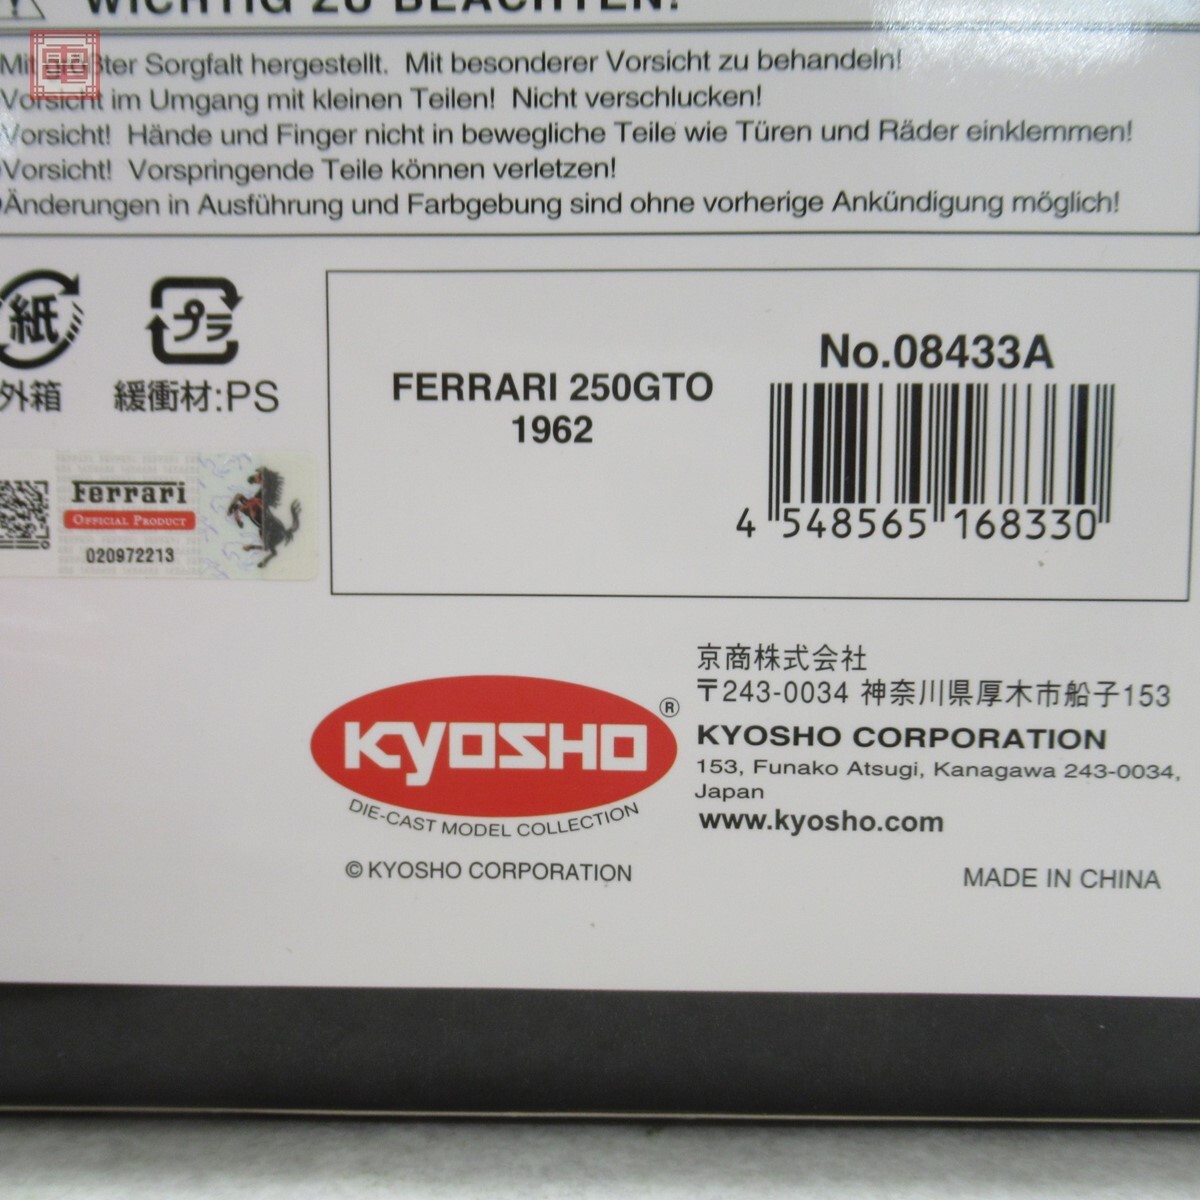 WICHTIG ZU BEACHTEN!
Mit größter Sorgfalt hergestellt. Mit besonderer Vorsicht zu behandeln!
Vorsicht im Umgang mit kleinen Teilen! Nicht verschlucken!
Vorsicht! Hände und Finger nicht in bewegliche Teile wie Türen und Räder einklemmen!
Vorsicht! Vorspringende Teile können verletzen!
Änderungen in Ausführung und Farbgebung sind ohne vorherige Ankündigung möglich!
紙
外箱
プラ
緩衝材:PS
Ferrari
OFFICIAL PRODUCT
020972213
FERRARI 250GTO
1962
No.08433A
4 548565 168330
KYOSHO ®
DIE-CAST MODEL COLLECTION
© KYOSHO CORPORATION
京商株式会社
〒243-0034 神奈川県厚木市船子153
KYOSHO CORPORATION
153, Funako Atsugi, Kanagawa 243-0034,
Japan
www.kyosho.com
MADE IN CHINA